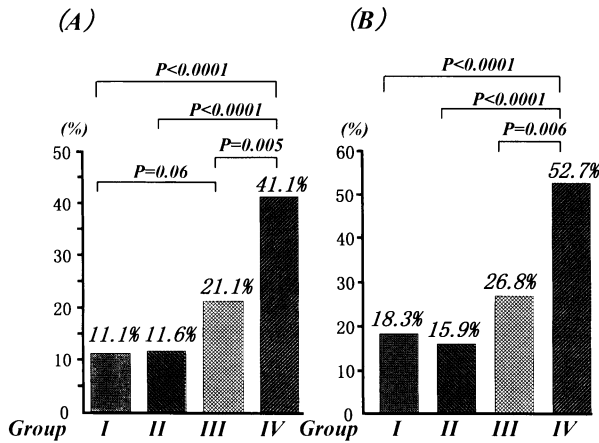 (A)
P<0.0001
P<0.0001
(%)
P=0.005
50
P=0.06
41.1%
40
30
21.1%
20
11.1% 11.6%
10
0
Group I II III IV
(B)
P<0.0001
P<0.0001
(%)
P=0.006
60
52.7%
50
40
30
26.8%
20
18.3%
15.9%
10
0
Group I II III IV